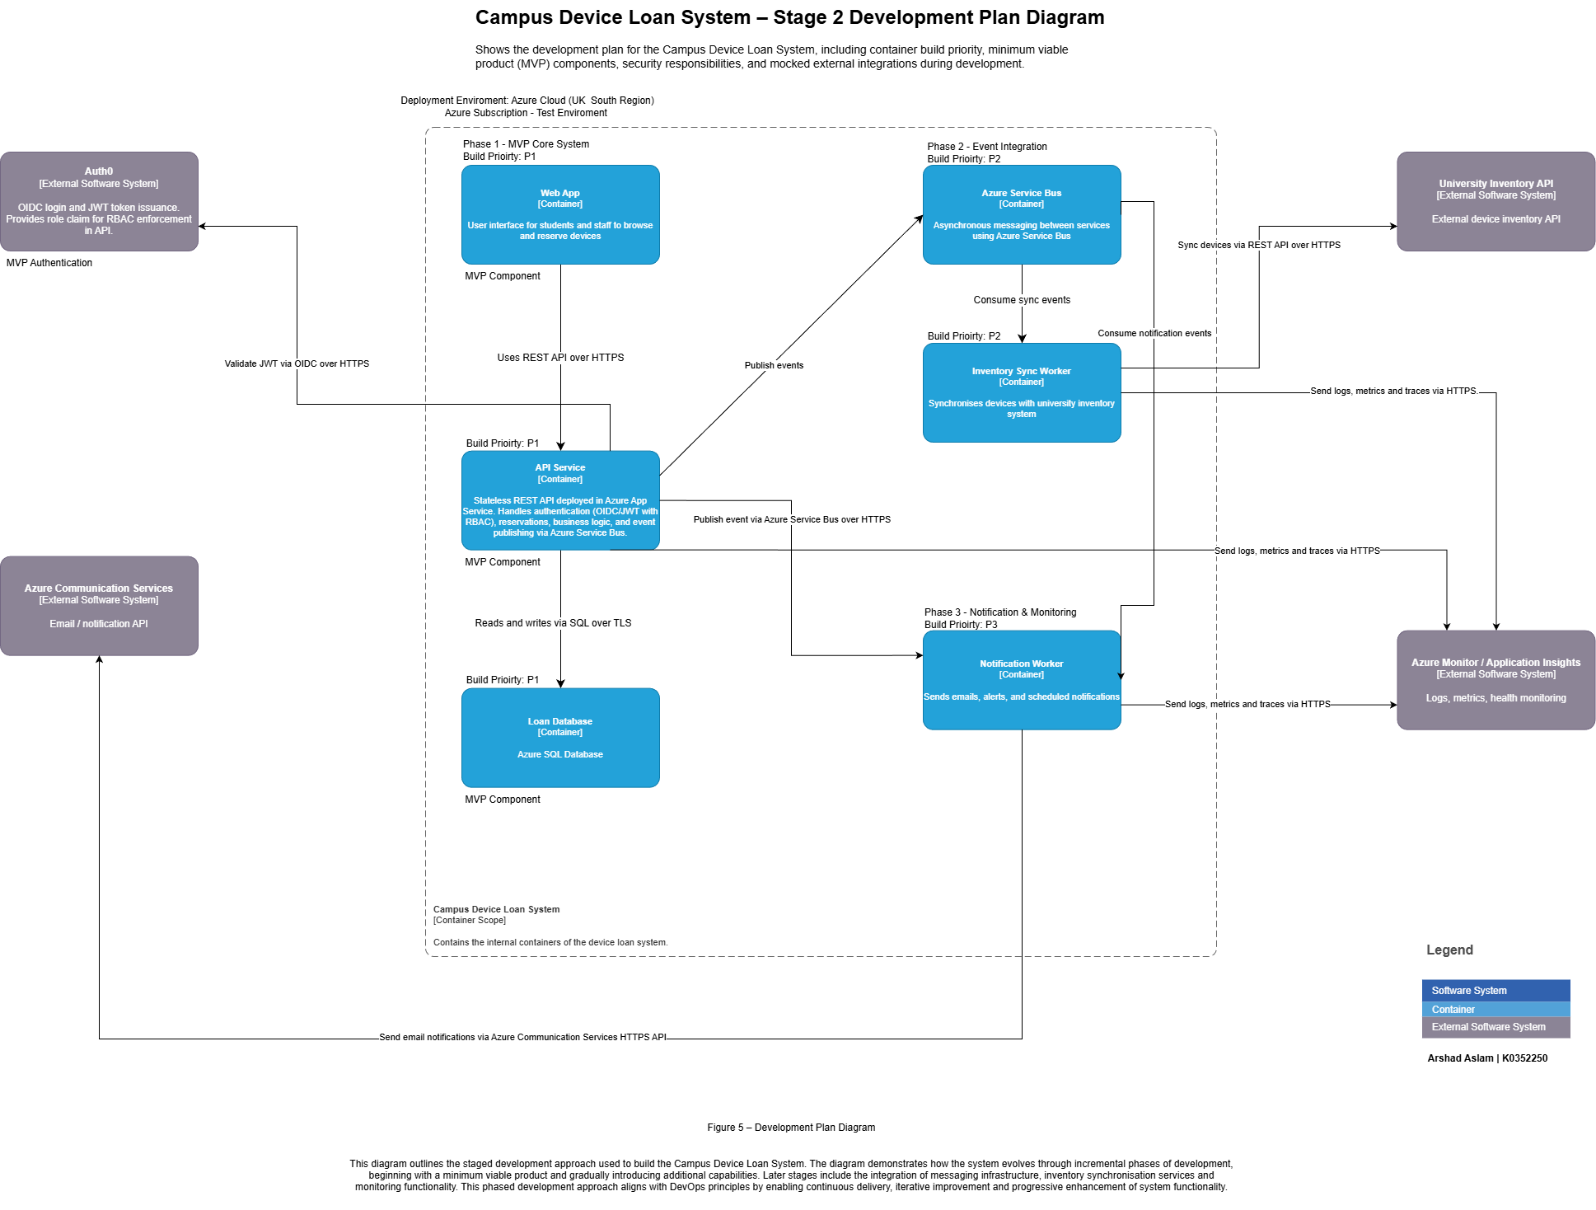 Campus Device Loan System – Stage 2 Development Plan Diagram
Shows the development plan for the Campus Device Loan System, including container build priority, minimum viable
product (MVP) components, security responsibilities, and mocked external integrations during development.
Deployment Enviroment: Azure Cloud (UK South Region)
Azure Subscription - Test Enviroment
Phase 1 - MVP Core System
Build Prioirty: P1
Web App
[Container]
User interface for students and staff to browse
and reserve devices
MVP Component
Phase 2 - Event Integration
Build Prioirty: P2
Azure Service Bus
[Container]
Asynchronous messaging between services
using Azure Service Bus
Auth0
[External Software System]
OIDC login and JWT token issuance.
Provides role claim for RBAC enforcement
in API.
MVP Authentication
University Inventory API
[External Software System]
External device inventory API
Sync devices via REST API over HTTPS
Consume sync events
Consume notification events
Build Prioirty: P2
Inventory Sync Worker
[Container]
Synchronises devices with university inventory
system
Uses REST API over HTTPS
Validate JWT via OIDC over HTTPS
Publish events
Send logs, metrics and traces via HTTPS.
Build Prioirty: P1
API Service
[Container]
Stateless REST API deployed in Azure App
Service. Handles authentication (OIDC/JWT with
RBAC), reservations, business logic, and event
publishing via Azure Service Bus.
MVP Component
Publish event via Azure Service Bus over HTTPS
Send logs, metrics and traces via HTTPS
Azure Communication Services
[External Software System]
Email / notification API
Reads and writes via SQL over TLS
Phase 3 - Notification & Monitoring
Build Prioirty: P3
Notification Worker
[Container]
Sends emails, alerts, and scheduled notifications
Send logs, metrics and traces via HTTPS
Azure Monitor / Application Insights
[External Software System]
Logs, metrics, health monitoring
Build Prioirty: P1
Loan Database
[Container]
Azure SQL Database
MVP Component
Campus Device Loan System
[Container Scope]
Contains the internal containers of the device loan system.
Send email notifications via Azure Communication Services HTTPS API
Legend
Software System
Container
External Software System
Arshad Aslam | K0352250
Figure 5 – Development Plan Diagram
This diagram outlines the staged development approach used to build the Campus Device Loan System. The diagram demonstrates how the system evolves through incremental phases of development,
beginning with a minimum viable product and gradually introducing additional capabilities. Later stages include the integration of messaging infrastructure, inventory synchronisation services and
monitoring functionality. This phased development approach aligns with DevOps principles by enabling continuous delivery, iterative improvement and progressive enhancement of system functionality.